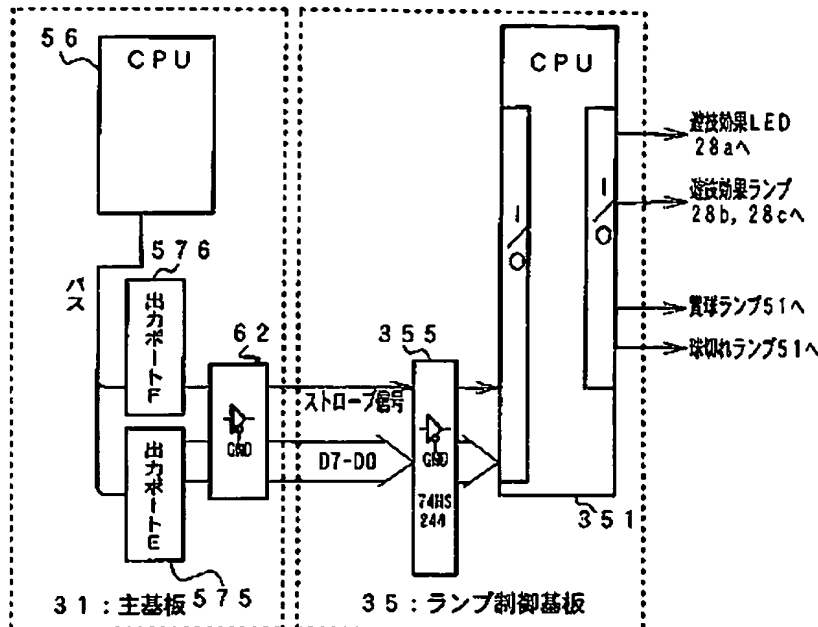 56
CPU
バス
576
出力ポートF
出力ポートE
575
62
GND
31:主基板
ストローブ信号
D7-D0
355
GND
74HS
244
CPU
I/O
I/O
351
35:ランプ制御基板
遊技効果LED
28aへ
遊技効果ランプ
28b, 28cへ
賞球ランプ51へ
球切れランプ51へ